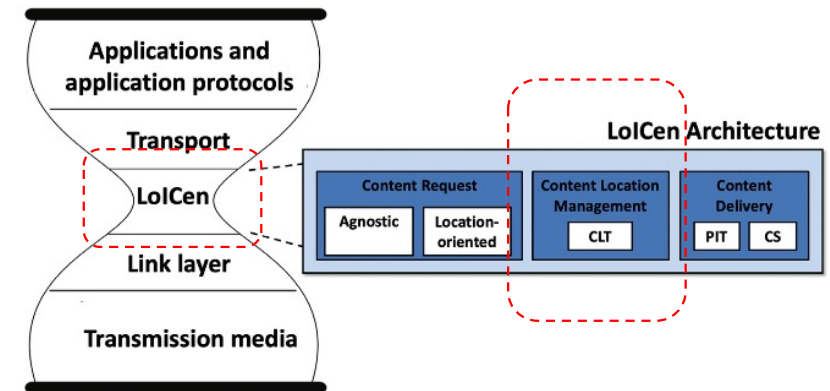 Applications and
application protocols
Transport
LoICen
Link layer
Transmission media
LoICen Architecture
Content Request
Agnostic
Location-
oriented
Content Location
Management
CLT
Content
Delivery
PIT
CS